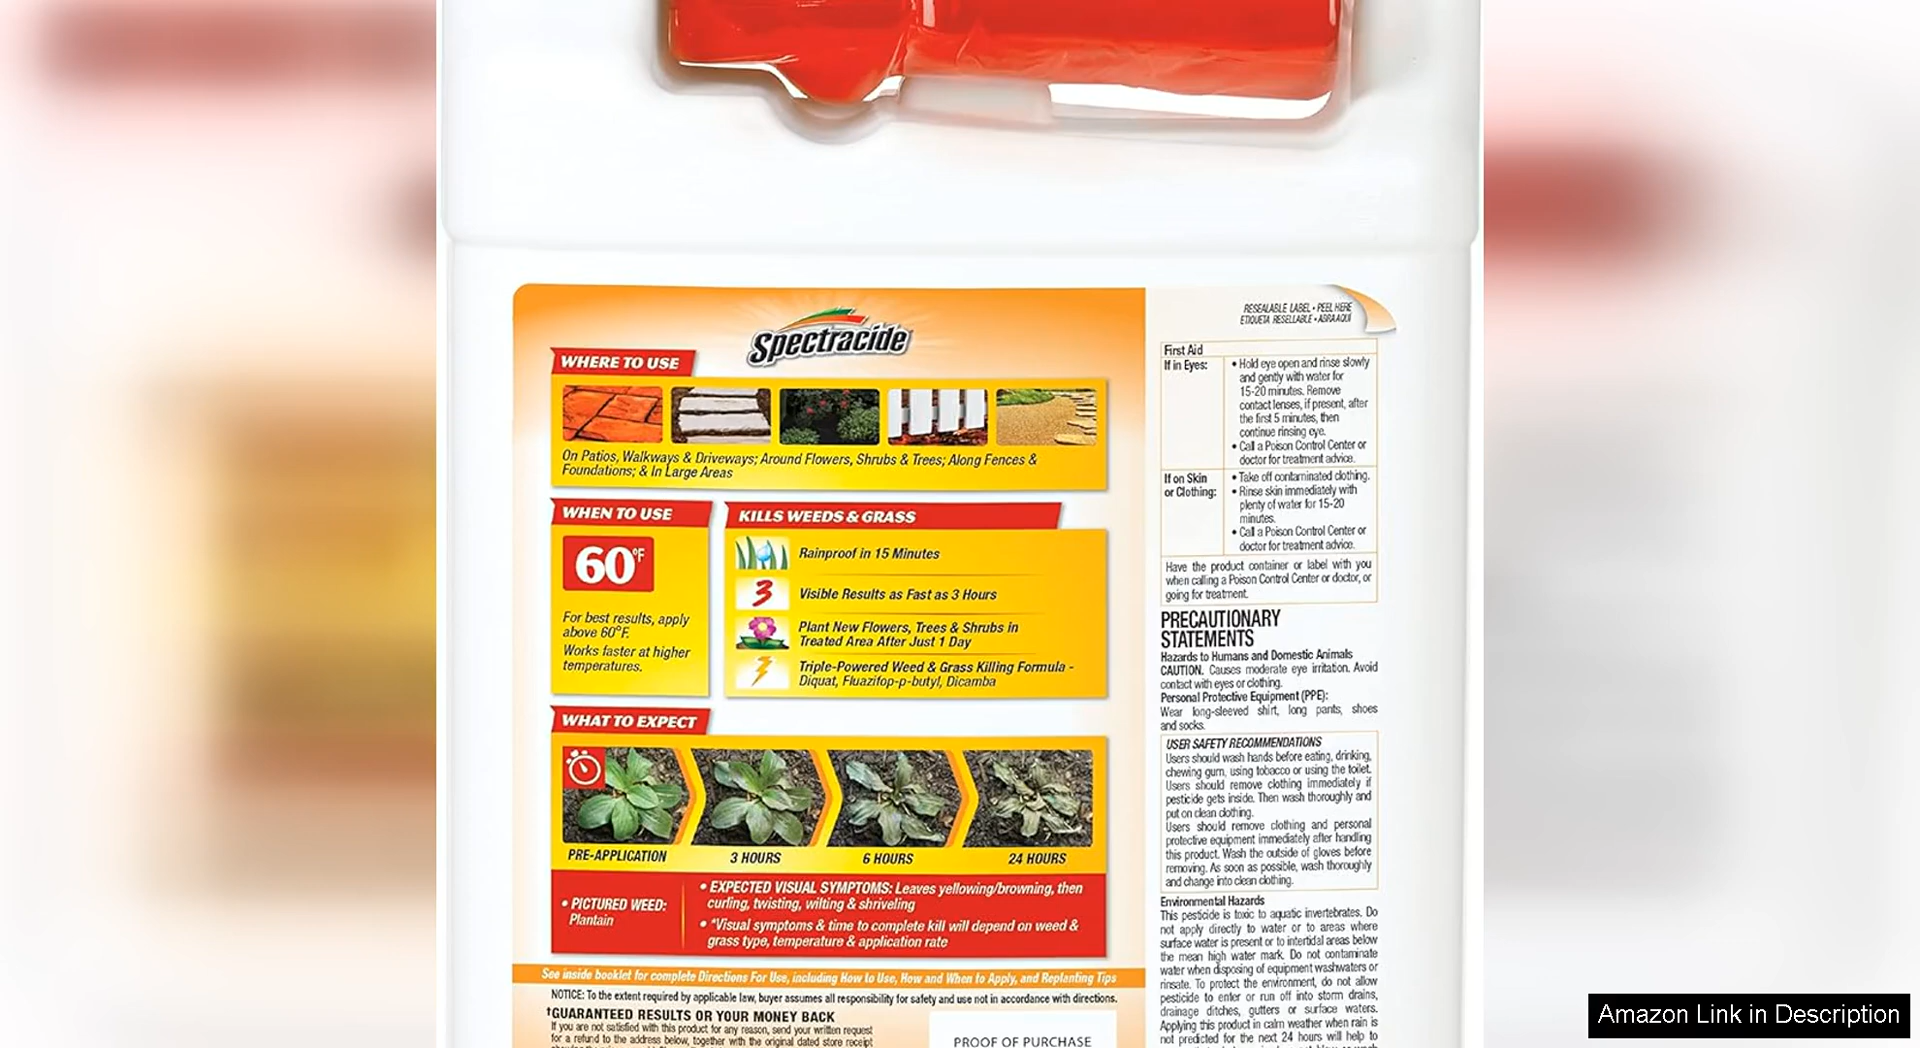 Spectracide
WHERE TO USE
On Patios, Walkways & Driveways; Around Flowers, Shrubs & Trees; Along Fences &
Foundations; & In Large Areas
WHEN TO USE
60°F
For best results, apply
above 60°F.
Works faster at higher
temperatures.
KILLS WEEDS & GRASS
Rainproof in 15 Minutes
3
Visible Results as Fast as 3 Hours
Plant New Flowers, Trees & Shrubs in
Treated Area After Just 1 Day
Triple-Powered Weed & Grass Killing Formula -
Diquat, Fluazifop-p-butyl, Dicamba
WHAT TO EXPECT
PRE-APPLICATION
3 HOURS
6 HOURS
24 HOURS
• PICTURED WEED:
Plantain
• EXPECTED VISUAL SYMPTOMS: Leaves yellowing/browning, then
curling, twisting, wilting & shriveling
• *Visual symptoms & time to complete kill will depend on weed &
grass type, temperature & application rate
See inside booklet for complete Directions For Use, including How to Use, How and When to Apply, and Replanting Tips
NOTICE: To the extent required by applicable law, buyer assumes all responsibility for safety and use not in accordance with directions.
†GUARANTEED RESULTS OR YOUR MONEY BACK
If you are not satisfied with this product for any reason, send your written request
for a refund to the address below, together with the original dated store receipt
PROOF OF PURCHASE
RESEALABLE LABEL • PEEL HERE
ETIQUETA RESELLABLE • ABRA AQUÍ
First Aid
If in Eyes:
• Hold eye open and rinse slowly
and gently with water for
15-20 minutes. Remove
contact lenses, if present, after
the first 5 minutes, then
continue rinsing eye.
• Call a Poison Control Center or
doctor for treatment advice.
If on Skin
or Clothing:
• Take off contaminated clothing.
• Rinse skin immediately with
plenty of water for 15-20
minutes.
• Call a Poison Control Center or
doctor for treatment advice.
Have the product container or label with you
when calling a Poison Control Center or doctor, or
going for treatment.
PRECAUTIONARY
STATEMENTS
Hazards to Humans and Domestic Animals
CAUTION. Causes moderate eye irritation. Avoid
contact with eyes or clothing.
Personal Protective Equipment (PPE):
Wear long-sleeved shirt, long pants, shoes
and socks.
USER SAFETY RECOMMENDATIONS
Users should wash hands before eating, drinking,
chewing gum, using tobacco or using the toilet.
Users should remove clothing immediately if
pesticide gets inside. Then wash thoroughly and
put on clean clothing.
Users should remove clothing and personal
protective equipment immediately after handling
this product. Wash the outside of gloves before
removing. As soon as possible, wash thoroughly
and change into clean clothing.
Environmental Hazards
This pesticide is toxic to aquatic invertebrates. Do
not apply directly to water or to areas where
surface water is present or to intertidal areas below
the mean high water mark. Do not contaminate
water when disposing of equipment washwaters or
rinsate. To protect the environment, do not allow
pesticide to enter or run off into storm drains,
drainage ditches, gutters or surface waters.
Applying this product in calm weather when rain is
not predicted for the next 24 hours will help to
Amazon Link in Description